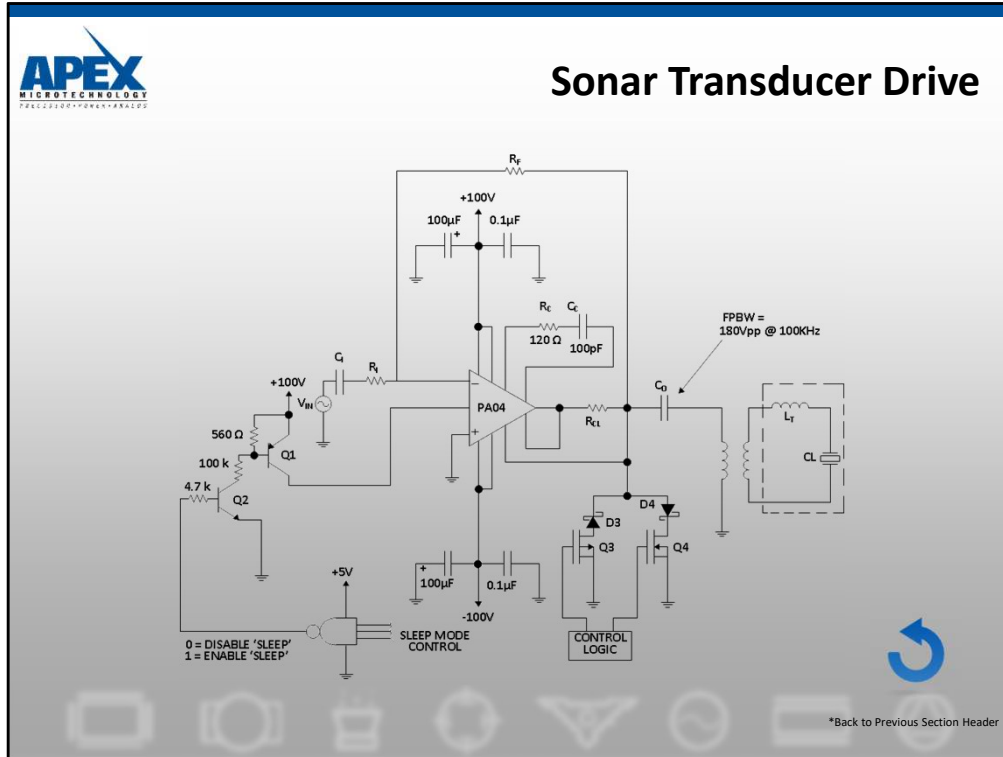 APEX
MICROTECHNOLOGY
PRECISION•POWER•ANALOG
Sonar Transducer Drive
RF
+100V
100µF
+
0.1µF
RC
120 Ω
CC
100pF
FPBW =
180Vpp @ 100KHz
CI
RI
VIN
+100V
560 Ω
100 k
4.7 k
Q1
Q2
−
PA04
+
RCL
CO
LT
CL
D3
D4
Q3
Q4
+
100µF
0.1µF
-100V
+5V
0 = DISABLE 'SLEEP'
1 = ENABLE 'SLEEP'
SLEEP MODE
CONTROL
CONTROL
LOGIC
*Back to Previous Section Header